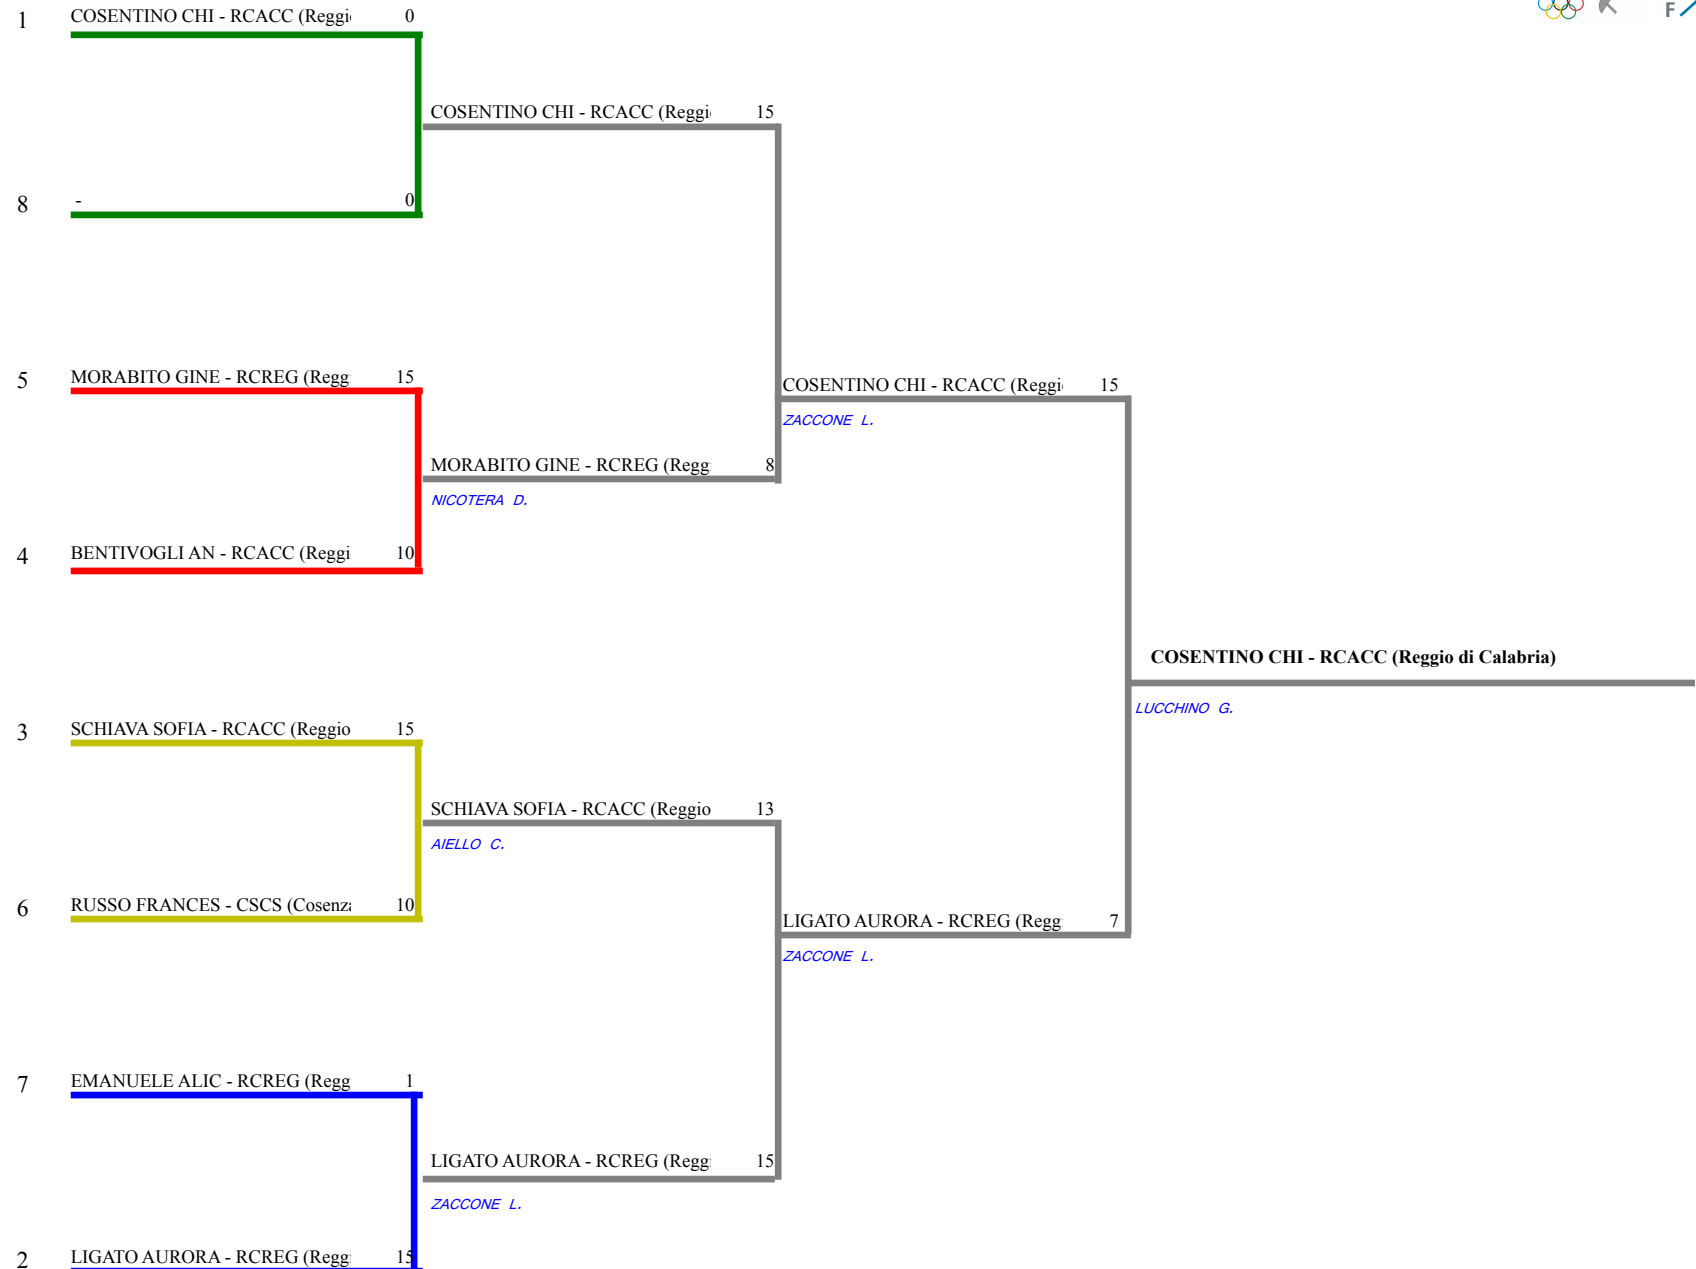 1 COSENTINO CHI - RCACC (Reggi 0
F
COSENTINO CHI - RCACC (Reggi 15
8 - 0
5 MORABITO GINE - RCREG (Regg 15
COSENTINO CHI - RCACC (Reggi 15
ZACCONE L.
MORABITO GINE - RCREG (Regg 8
NICOTERA D.
4 BENTIVOGLI AN - RCACC (Reggi 10
COSENTINO CHI - RCACC (Reggio di Calabria)
LUCCHINO G.
3 SCHIAVA SOFIA - RCACC (Reggio 15
SCHIAVA SOFIA - RCACC (Reggio 13
AIELLO C.
6 RUSSO FRANCES - CSCS (Cosenza 10
LIGATO AURORA - RCREG (Regg 7
ZACCONE L.
7 EMANUELE ALIC - RCREG (Regg 1
LIGATO AURORA - RCREG (Regg 15
ZACCONE L.
2 LIGATO AURORA - RCREG (Regg 15